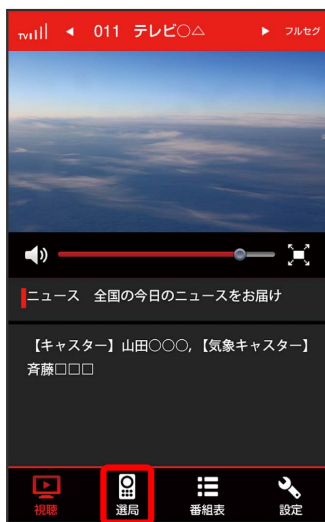 TV
011 テレビ○△
フルセグ
ニュース 全国の今日のニュースをお届け
【キャスター】山田○○○,【気象キャスター】
斉藤□□□
視聴 選局 番組表 設定